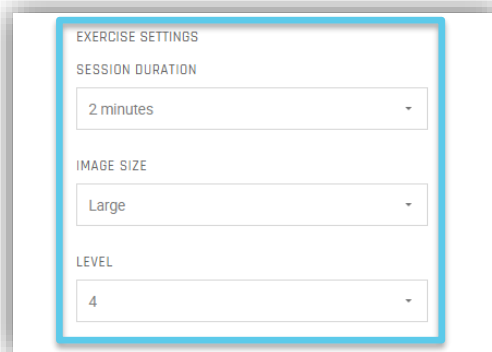 EXERCISE SETTINGS
SESSION DURATION
2 minutes
IMAGE SIZE
Large
LEVEL
4